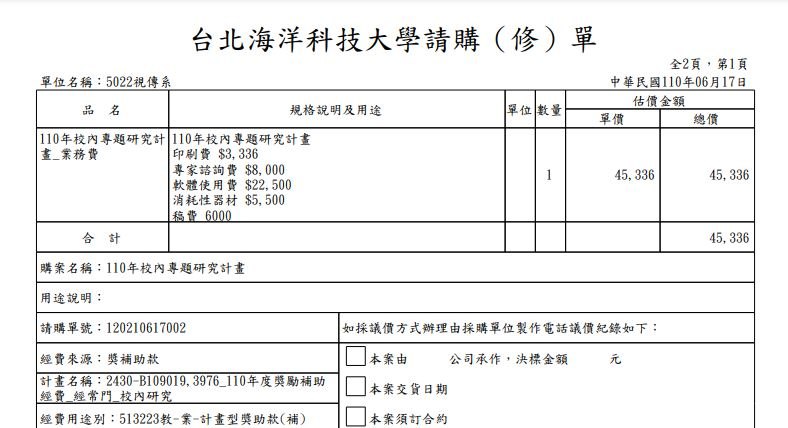 台北海洋科技大學請購（修）單
全2頁，第1頁
單位名稱：5022視傳系
中華民國110年06月17日
品 名
規格說明及用途
單位
數量
估價金額
單價
總價
110年校內專題研究計
畫_業務費
110年校內專題研究計畫
印刷費 $3,336
專家諮詢費 $8,000
軟體使用費 $22,500
消耗性器材 $5,500
稿費 6000
1
45,336
45,336
合 計
45,336
購案名稱：110年校內專題研究計畫
用途說明：
請購單號：120210617002
如採議價方式辦理由採購單位製作電話議價紀錄如下：
經費來源：獎補助款
本案由 公司承作，決標金額 元
計畫名稱：2430-B109019,3976_110年度獎勵補助
經費_經常門_校內研究
本案交貨日期
經費用途別：513223教-業-計畫型獎助款(補)
本案須訂合約